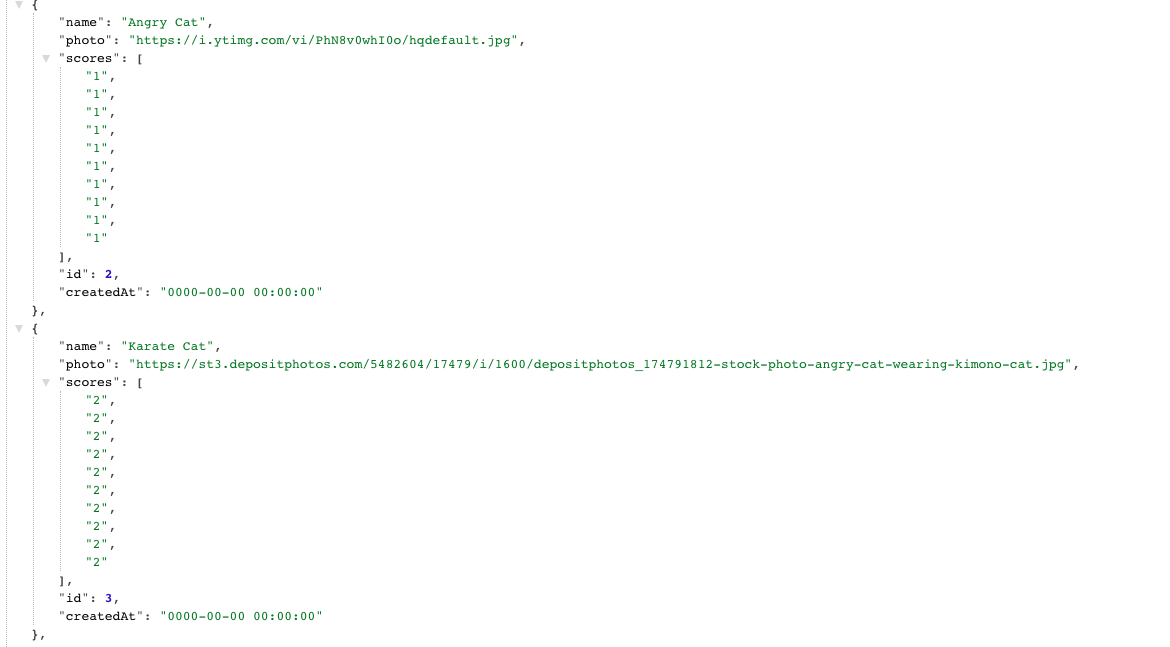 {
"name": "Angry Cat",
"photo": "https://i.ytimg.com/vi/PhN8v0whI0o/hqdefault.jpg",
"scores": [
"1",
"1",
"1",
"1",
"1",
"1",
"1",
"1",
"1",
"1"
],
"id": 2,
"createdAt": "0000-00-00 00:00:00"
},
{
"name": "Karate Cat",
"photo": "https://st3.depositphotos.com/5482604/17479/i/1600/depositphotos_174791812-stock-photo-angry-cat-wearing-kimono-cat.jpg",
"scores": [
"2",
"2",
"2",
"2",
"2",
"2",
"2",
"2",
"2",
"2"
],
"id": 3,
"createdAt": "0000-00-00 00:00:00"
},